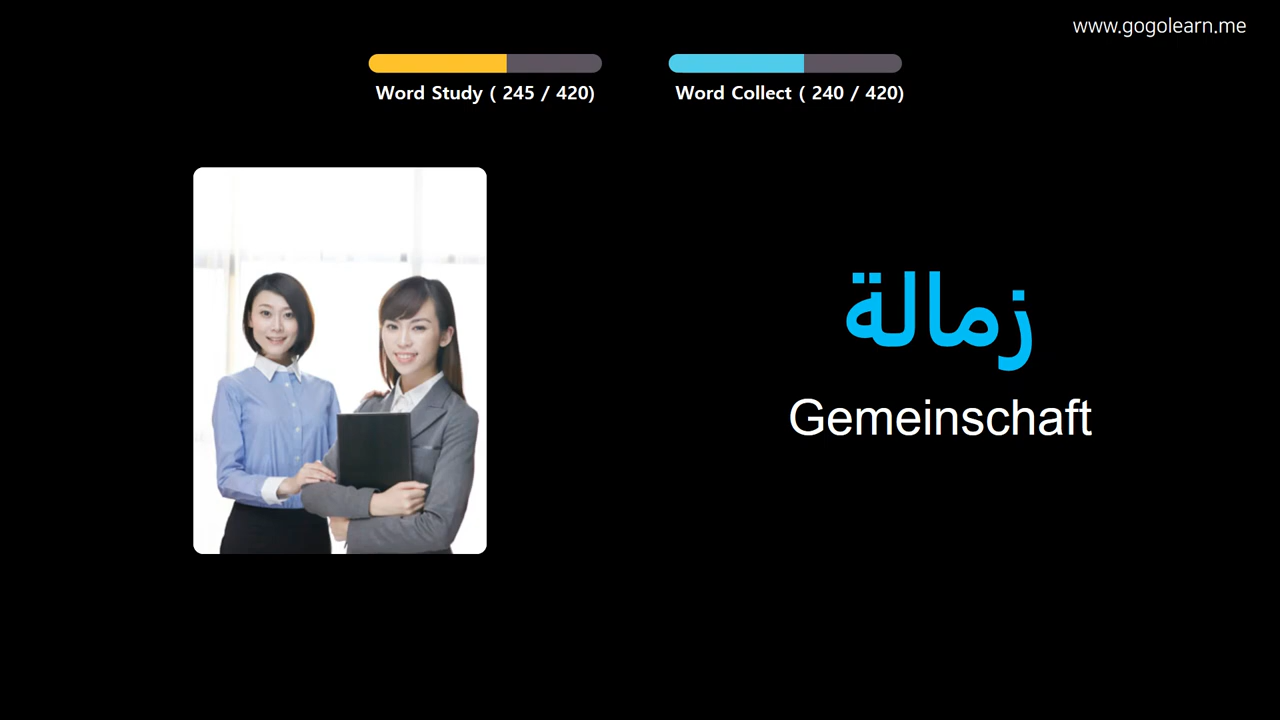 www.gogolearn.me
Word Study ( 245 / 420)
Word Collect ( 240 / 420)
زمالة
Gemeinschaft